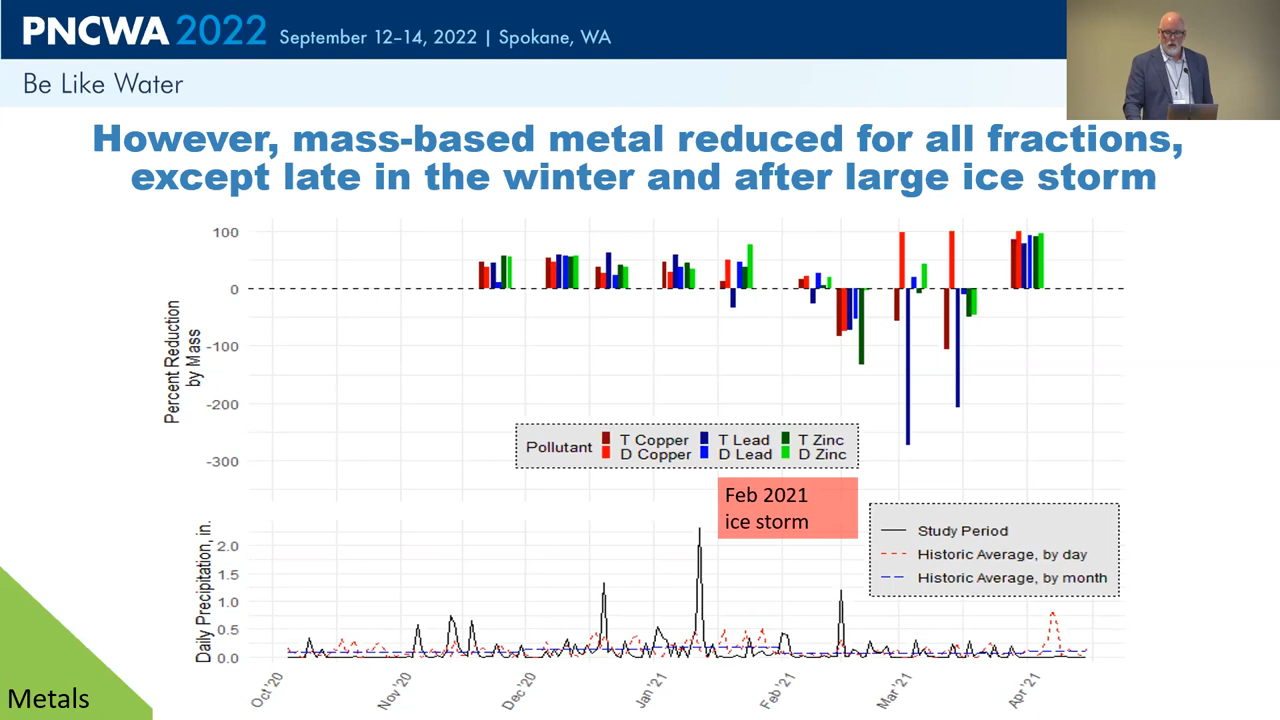 PNCWA 2022 September 12–14, 2022 | Spokane, WA
Be Like Water
However, mass-based metal reduced for all fractions,
except late in the winter and after large ice storm
Percent Reduction
by Mass
100
0
-100
-200
-300
Pollutant
T Copper T Lead T Zinc
D Copper D Lead D Zinc
Feb 2021
ice storm
Study Period
Historic Average, by day
Historic Average, by month
Daily Precipitation, in.
2.0
1.5
1.0
0.5
0.0
Oct'20 Nov '20 Dec '20 Jan '21 Feb '21 Mar '21 Apr '21
Metals